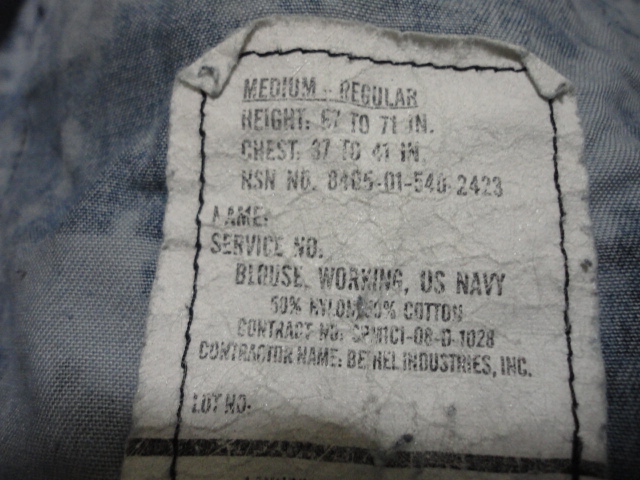 MEDIUM - REGULAR
HEIGHT: 67 TO 71 IN.
CHEST: 37 TO 41 IN.
NSN NO. 8405-01-540-2423
NAME:
SERVICE NO.
BLOUSE, WORKING, US NAVY
50% NYLON/50% COTTON
CONTRACT NO: SPM1C1-08-D-1028
CONTRACTOR NAME: BETHEL INDUSTRIES, INC.
LOT NO.